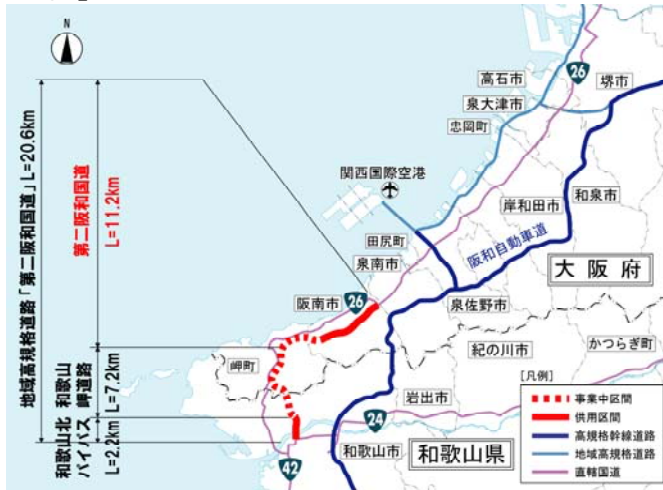 N
地域高規格道路「第二阪和国道」L=20.6km
第二阪和国道
L=11.2km
和歌山岬道路
L=7.2km
和歌山北バイパス
L=2.2km
高石市
26
堺市
泉大津市
忠岡町
関西国際空港
岸和田市
和泉市
田尻町
阪和自動車道
泉南市
大阪府
阪南市
26
泉佐野市
岬町
紀の川市
かつらぎ町
岩出市
24
和歌山市
和歌山県
42
[凡例]
事業中区間
供用区間
高規格幹線道路
地域高規格道路
直轄国道